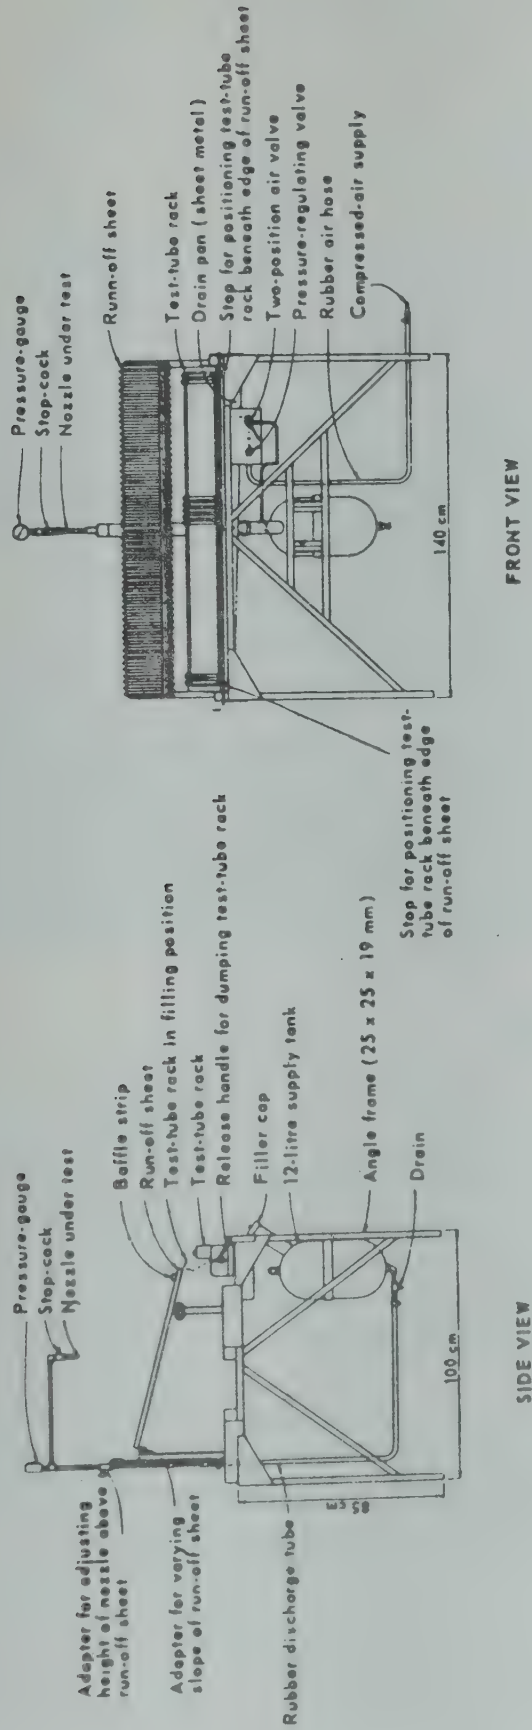 Pressure-gauge
Stop-cock
Nozzle under test
Baffle strip
Run-off sheet
Test-tube rack in filling position
Test-tube rack
Release handle for dumping test-tube rack
Filler cap
12-litre supply tank
Angle frame (25 x 25 x 19 mm)
Drain
Adapter for adjusting
height of nozzle above
run-off sheet
Adapter for varying
slope of run-off sheet
Rubber discharge tube
85 cm
100 cm
SIDE VIEW
Pressure-gauge
Stop-cock
Nozzle under test
Runn-off sheet
Test-tube rack
Drain pan (sheet metal)
Stop for positioning test-tube
rack beneath edge of run-off sheet
Two-position air valve
Pressure-regulating valve
Rubber air hose
Compressed-air supply
Stop for positioning test-
tube rack beneath edge
of run-off sheet
140 cm
FRONT VIEW